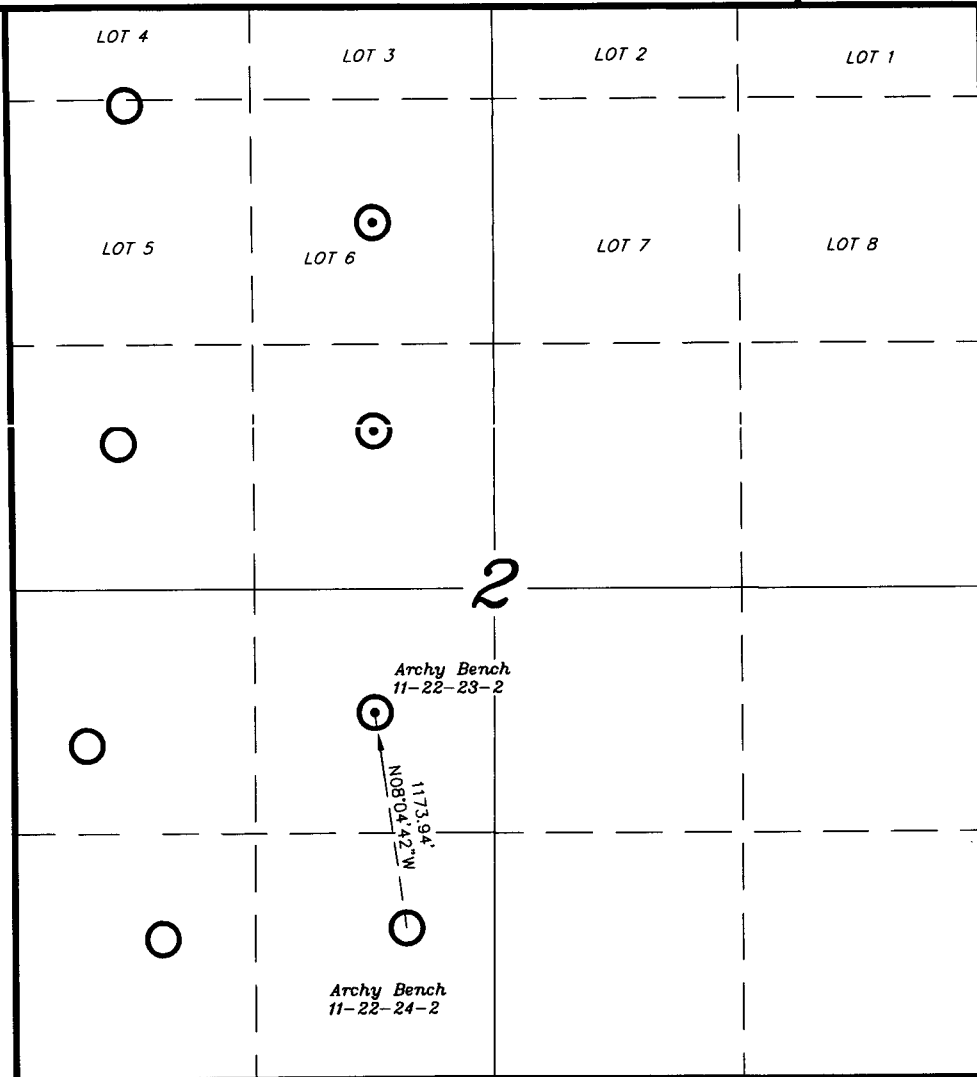 LOT 4
LOT 3
LOT 2
LOT 1
LOT 5
LOT 6
LOT 7
LOT 8
2
Archy Bench
11-22-23-2
1173.94'
N08°04'42"W
Archy Bench
11-22-24-2